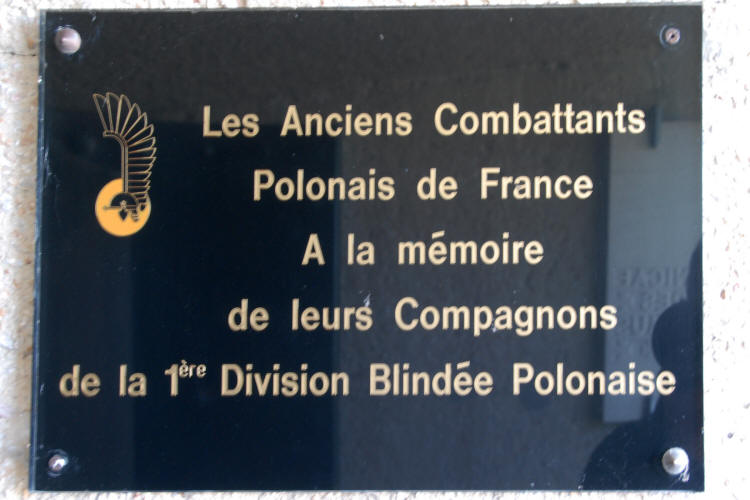 Les Anciens Combattants
Polonais de France
A la mémoire
de leurs Compagnons
de la 1ère Division Blindée Polonaise